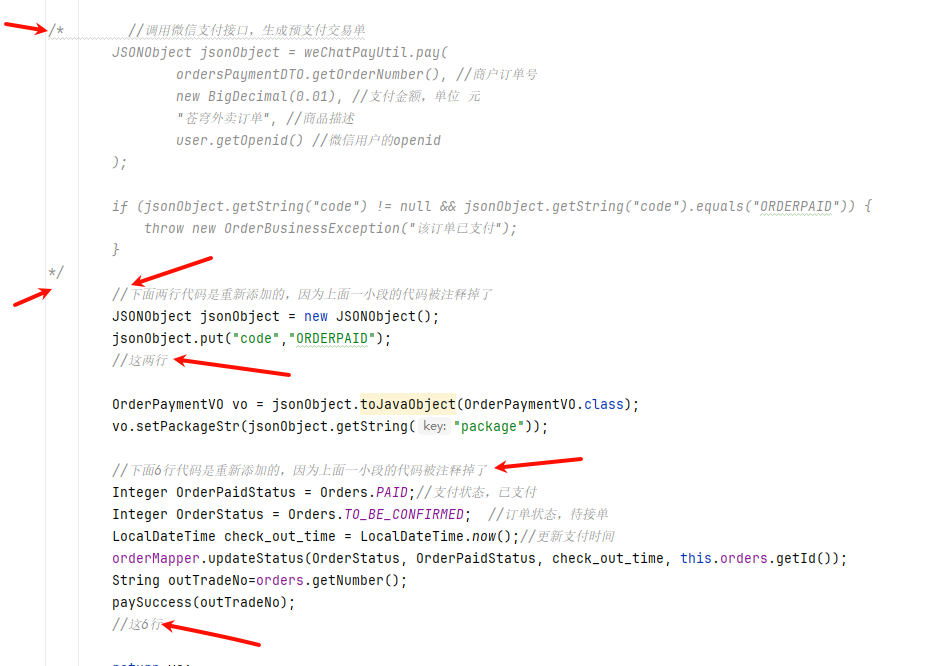 /*        //调用微信支付接口，生成预支付交易单
JSONObject jsonObject = weChatPayUtil.pay(
ordersPaymentDTO.getOrderNumber(), //商户订单号
new BigDecimal(0.01), //支付金额，单位 元
"苍穹外卖订单", //商品描述
user.getOpenid() //微信用户的openid
);
if (jsonObject.getString("code") != null && jsonObject.getString("code").equals("ORDERPAID")) {
throw new OrderBusinessException("该订单已支付");
}
*/
//下面两行代码是重新添加的，因为上面一小段的代码被注释掉了
JSONObject jsonObject = new JSONObject();
jsonObject.put("code","ORDERPAID");
//这两行
OrderPaymentVO vo = jsonObject.toJavaObject(OrderPaymentVO.class);
vo.setPackageStr(jsonObject.getString( key: "package"));
//下面6行代码是重新添加的，因为上面一小段的代码被注释掉了
Integer OrderPaidStatus = Orders.PAID;//支付状态，已支付
Integer OrderStatus = Orders.TO_BE_CONFIRMED;  //订单状态，待接单
LocalDateTime check_out_time = LocalDateTime.now();//更新支付时间
orderMapper.updateStatus(OrderStatus, OrderPaidStatus, check_out_time, this.orders.getId());
String outTradeNo=orders.getNumber();
paySuccess(outTradeNo);
//这6行